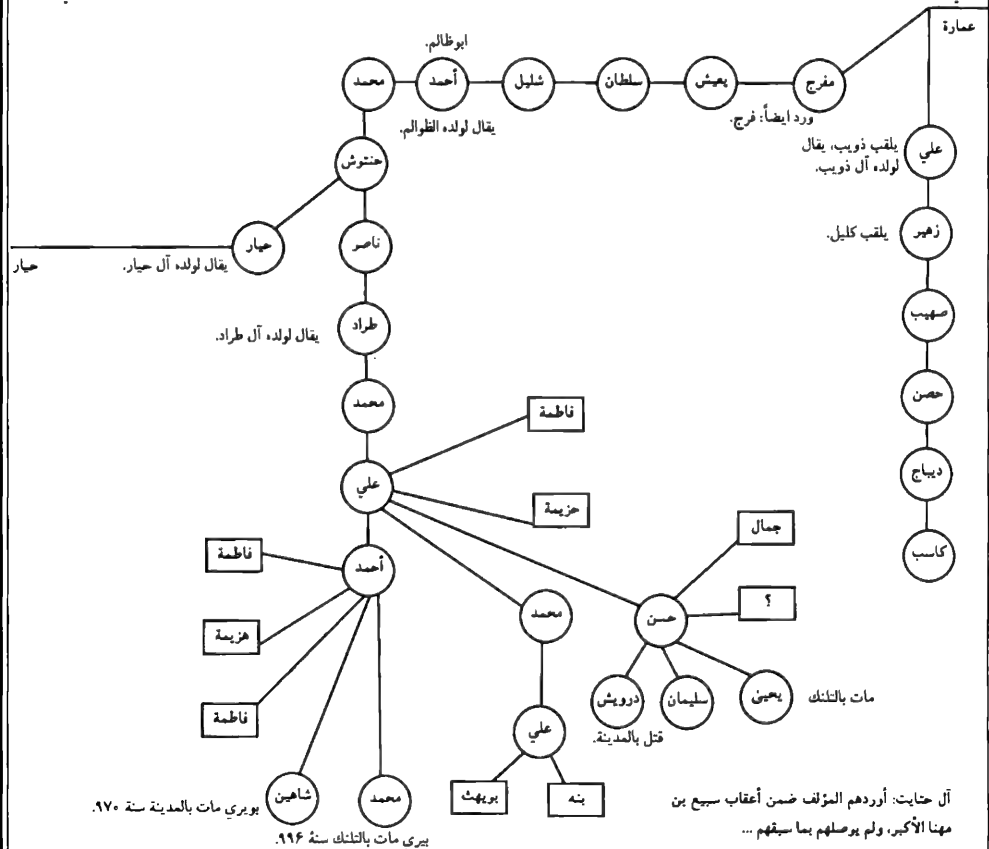 عمارة
ابوظالم.
مفرج
يعيش
سلطان
شليل
أحمد
محمد
ورد ايضاً: فرج.
يقال لولده الظوالم.
علي
يلقب ذويب، يقال
لولده آل ذويب.
حنتوش
زهير
يلقب كليل.
ناصر
حيار
يقال لولده آل حيار.
حيار
صهيب
طراد
يقال لولده آل طراد.
حصن
محمد
فاطمة
ديباج
علي
حزيمة
جمال
كاسب
أحمد
فاطمة
؟
حسن
محمد
هزيمة
يحيىٰ
سليمان
درويش
مات بالتلنك
قتل بالمدينة.
فاطمة
علي
بنه
بويهث
محمد
شاهين
بويري مات بالمدينة سنة ٩٧٠.
بيري مات بالتلنك سنة ٩٩۶.
آل حتايت: أوردهم المؤلف ضمن أعقاب سبيع بن
مهنا الأكبر، ولم يوصلهم بما سبقهم ...